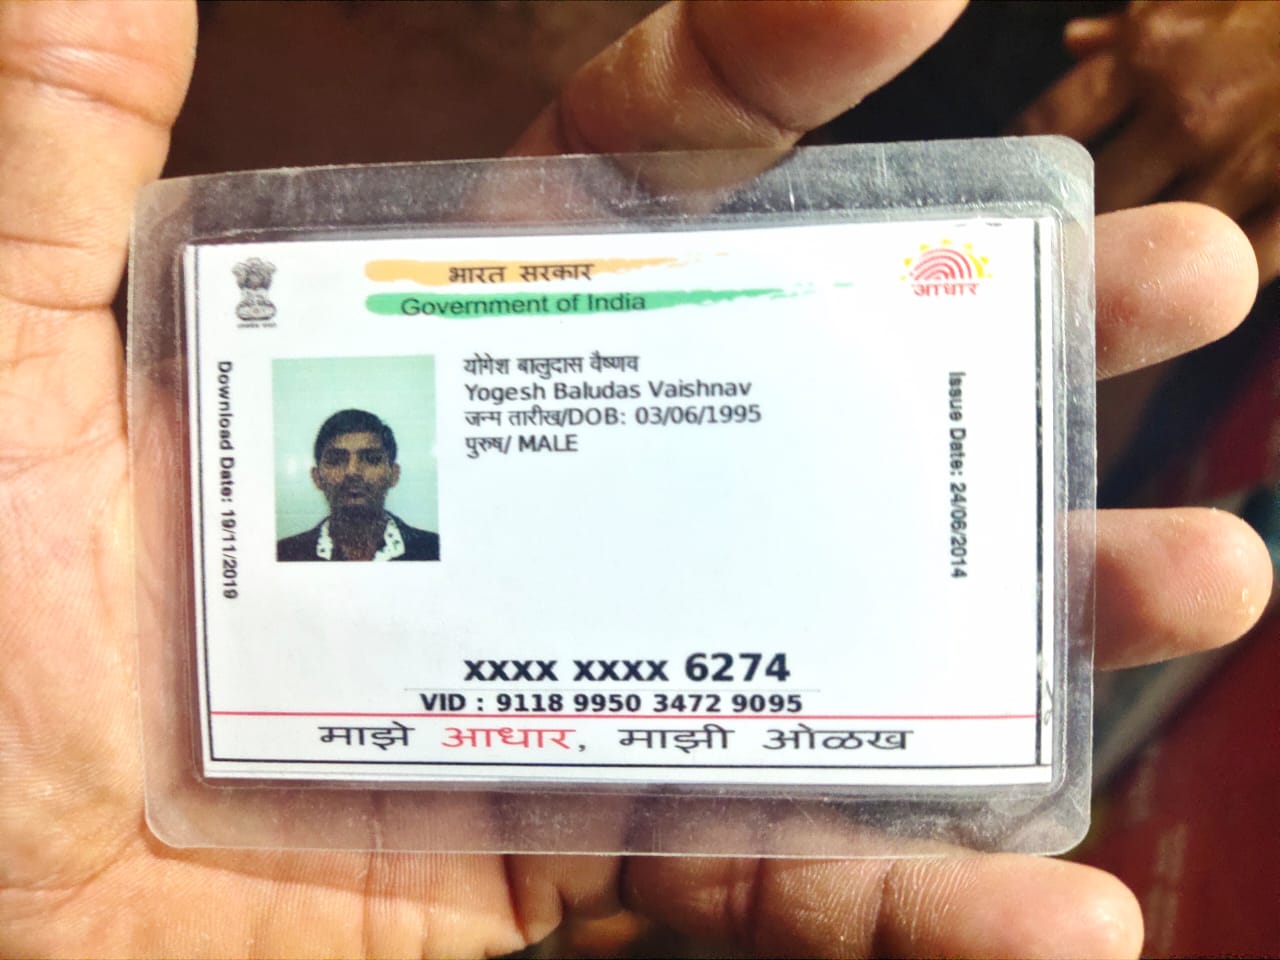 भारत सरकार
Government of India
आधार
Download Date: 19/11/2019
योगेश बालुदास वैष्णव
Yogesh Baludas Vaishnav
जन्म तारीख/DOB: 03/06/1995
पुरुष/ MALE
Issue Date: 24/06/2014
xxxx xxxx 6274
VID : 9118 9950 3472 9095
माझे आधार, माझी ओळख